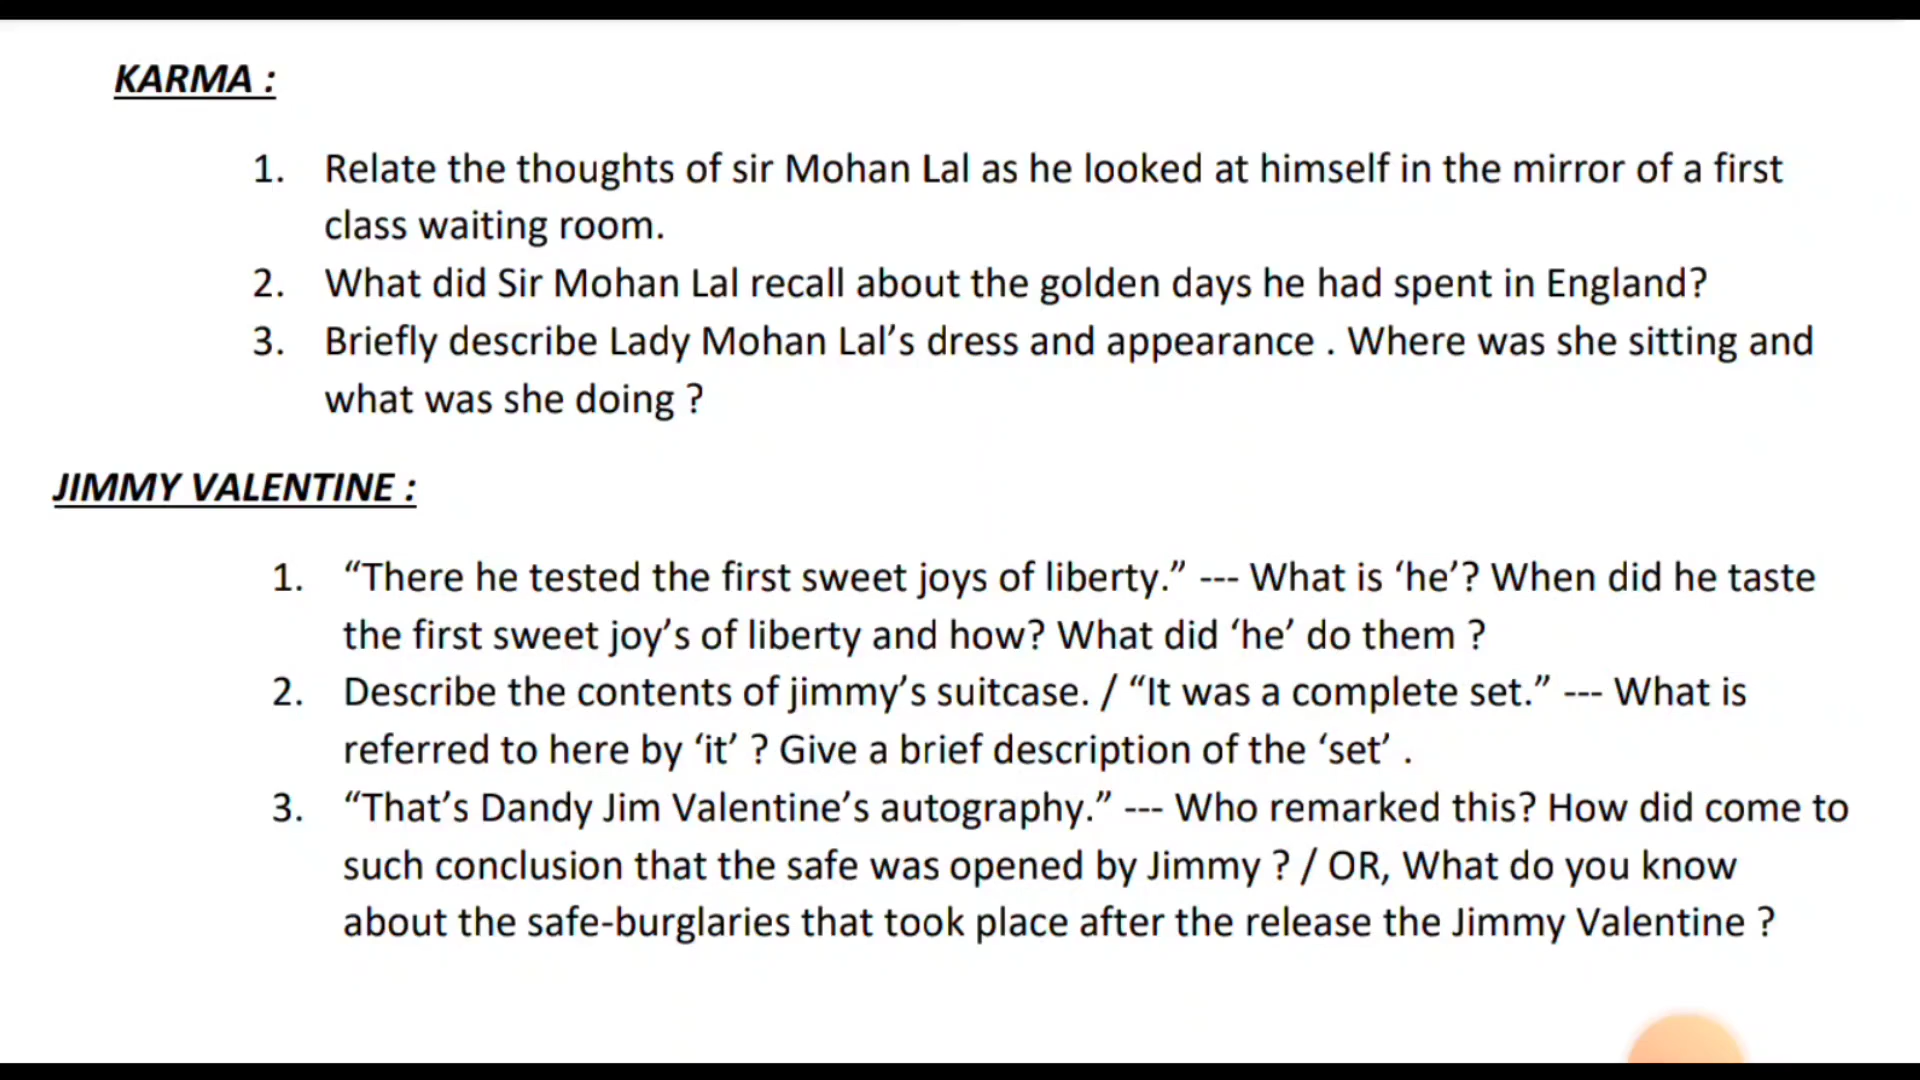 KARMA :
1. Relate the thoughts of sir Mohan Lal as he looked at himself in the mirror of a first
class waiting room.
2. What did Sir Mohan Lal recall about the golden days he had spent in England?
3. Briefly describe Lady Mohan Lal’s dress and appearance . Where was she sitting and
what was she doing ?
JIMMY VALENTINE :
1. “There he tested the first sweet joys of liberty.” --- What is ‘he’? When did he taste
the first sweet joy’s of liberty and how? What did ‘he’ do them ?
2. Describe the contents of jimmy’s suitcase. / “It was a complete set.” --- What is
referred to here by ‘it’ ? Give a brief description of the ‘set’ .
3. “That’s Dandy Jim Valentine’s autography.” --- Who remarked this? How did come to
such conclusion that the safe was opened by Jimmy ? / OR, What do you know
about the safe-burglaries that took place after the release the Jimmy Valentine ?